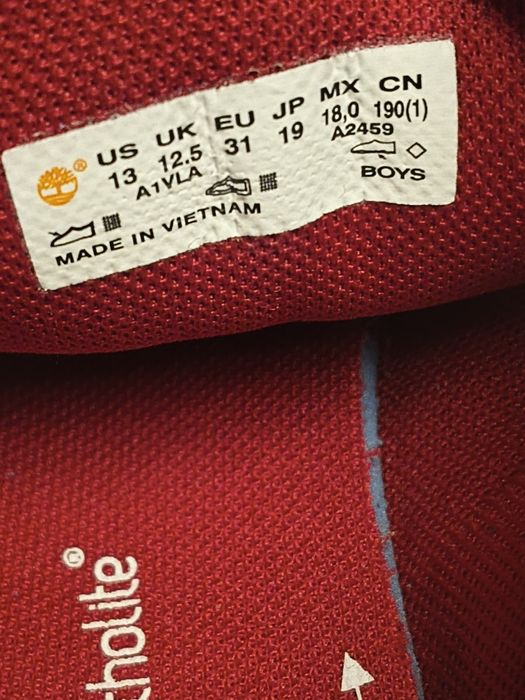 US UK EU JP MX CN
13 12.5 31 19 18,0 190(1)
A1VLA A2459
BOYS
MADE IN VIETNAM
®
tholite®